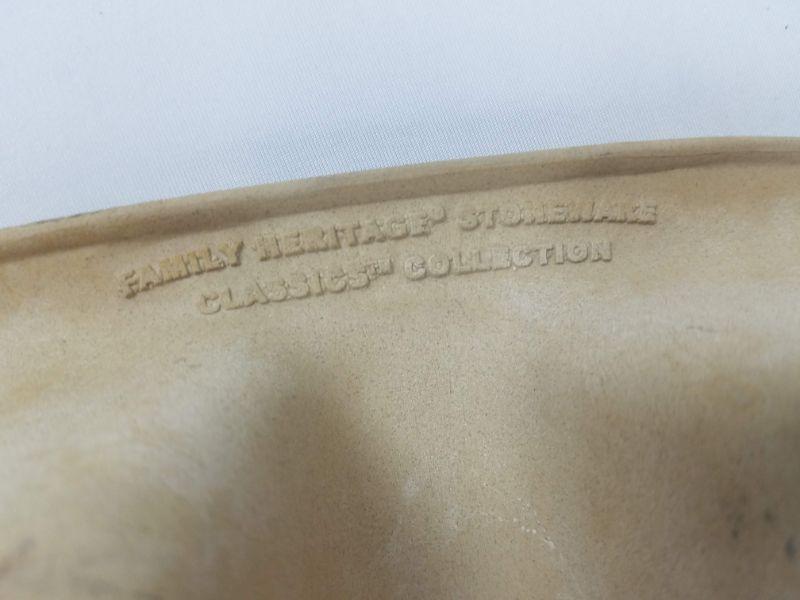 FAMILY HERITAGE® STONEWARE
CLASSICS™ COLLECTION